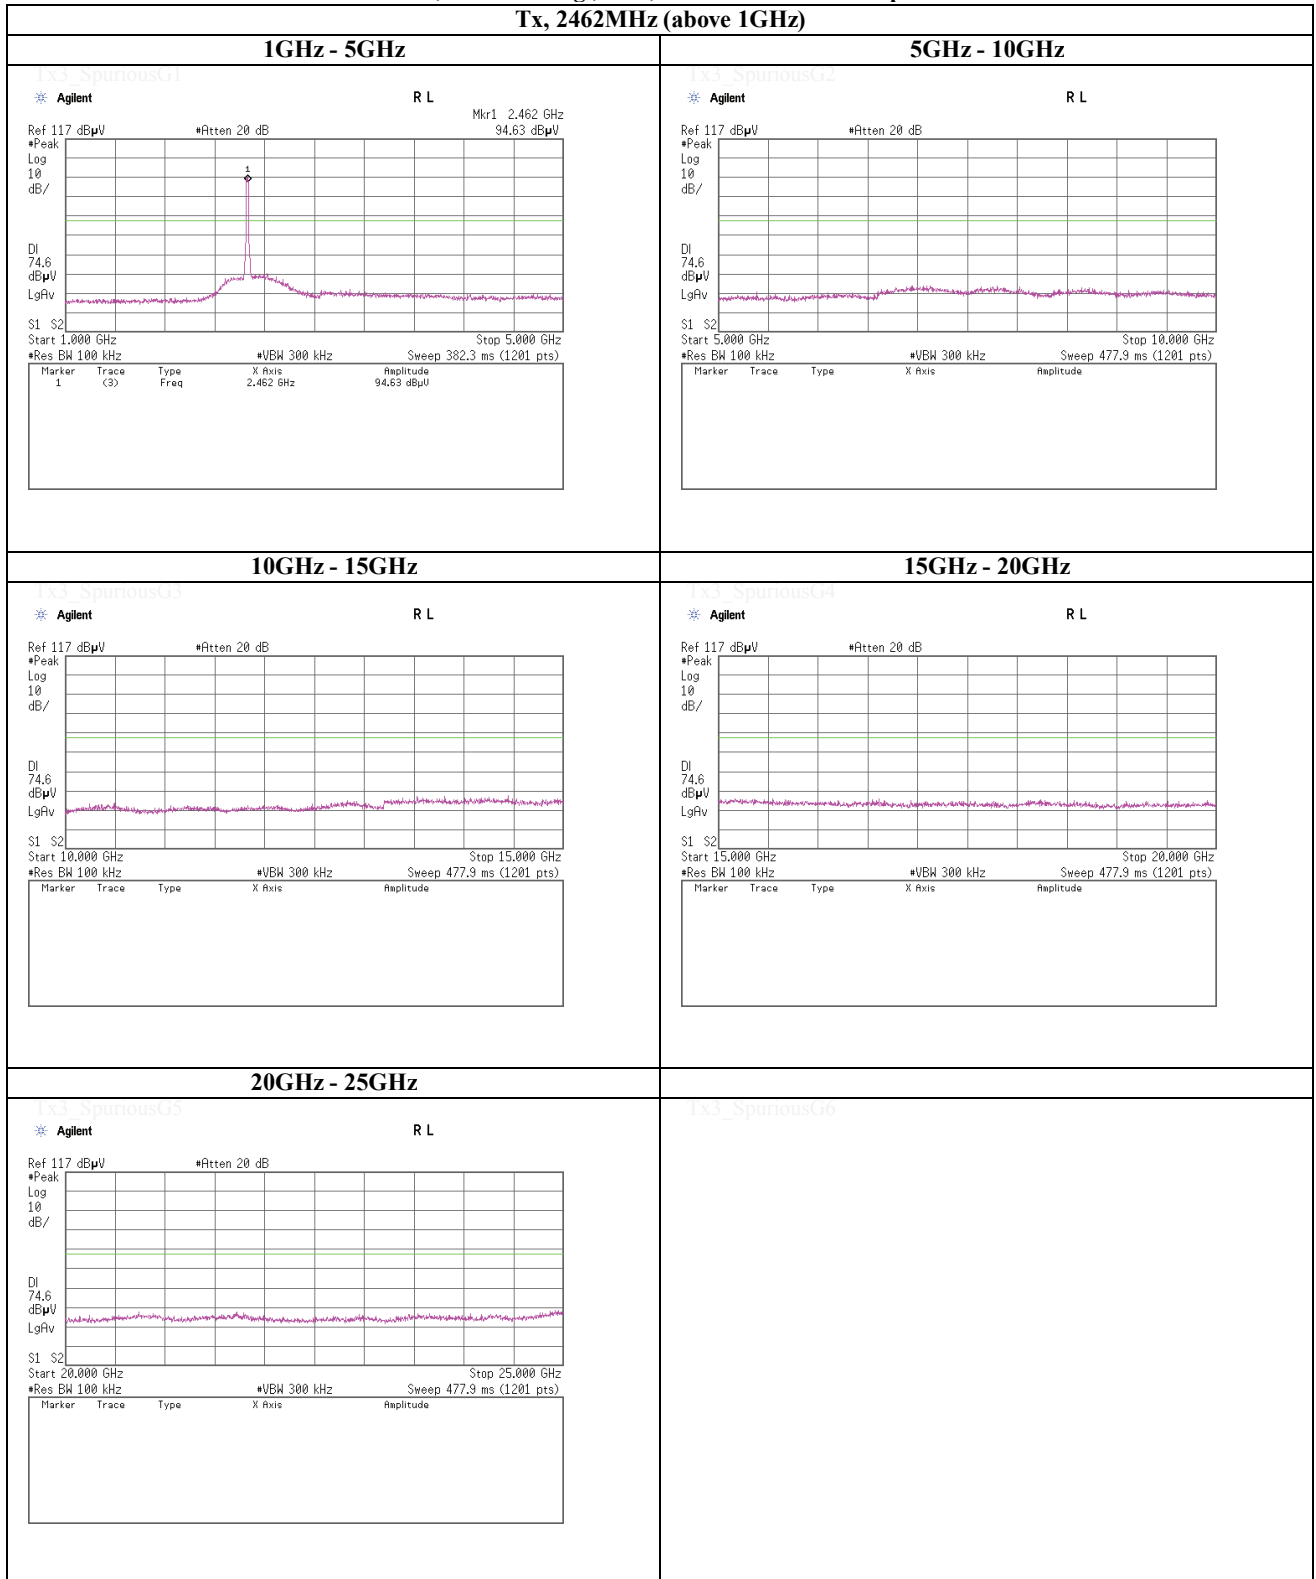 Tx, 2462MHz (above 1GHz)
1GHz - 5GHz
5GHz - 10GHz
Tx3_SpuriousG1
Agilent
R L
Mkr1 2.462 GHz
Ref 117 dBµV
#Atten 20 dB
94.63 dBµV
#Peak
Log
10
dB/
1
DI
74.6
dBµV
LgAv
S1 S2
Start 1.000 GHz
Stop 5.000 GHz
#Res BW 100 kHz
#VBW 300 kHz
Sweep 382.3 ms (1201 pts)
Marker Trace Type X Axis Amplitude
1 (3) Freq 2.462 GHz 94.63 dBµV
Tx3_SpuriousG2
Agilent
R L
Ref 117 dBµV
#Atten 20 dB
#Peak
Log
10
dB/
DI
74.6
dBµV
LgAv
S1 S2
Start 5.000 GHz
Stop 10.000 GHz
#Res BW 100 kHz
#VBW 300 kHz
Sweep 477.9 ms (1201 pts)
Marker Trace Type X Axis Amplitude
10GHz - 15GHz
15GHz - 20GHz
Tx3_SpuriousG3
Agilent
R L
Ref 117 dBµV
#Atten 20 dB
#Peak
Log
10
dB/
DI
74.6
dBµV
LgAv
S1 S2
Start 10.000 GHz
Stop 15.000 GHz
#Res BW 100 kHz
#VBW 300 kHz
Sweep 477.9 ms (1201 pts)
Marker Trace Type X Axis Amplitude
Tx3_SpuriousG4
Agilent
R L
Ref 117 dBµV
#Atten 20 dB
#Peak
Log
10
dB/
DI
74.6
dBµV
LgAv
S1 S2
Start 15.000 GHz
Stop 20.000 GHz
#Res BW 100 kHz
#VBW 300 kHz
Sweep 477.9 ms (1201 pts)
Marker Trace Type X Axis Amplitude
20GHz - 25GHz
Tx3_SpuriousG5
Agilent
R L
Ref 117 dBµV
#Atten 20 dB
#Peak
Log
10
dB/
DI
74.6
dBµV
LgAv
S1 S2
Start 20.000 GHz
Stop 25.000 GHz
#Res BW 100 kHz
#VBW 300 kHz
Sweep 477.9 ms (1201 pts)
Marker Trace Type X Axis Amplitude
Tx3_SpuriousG6